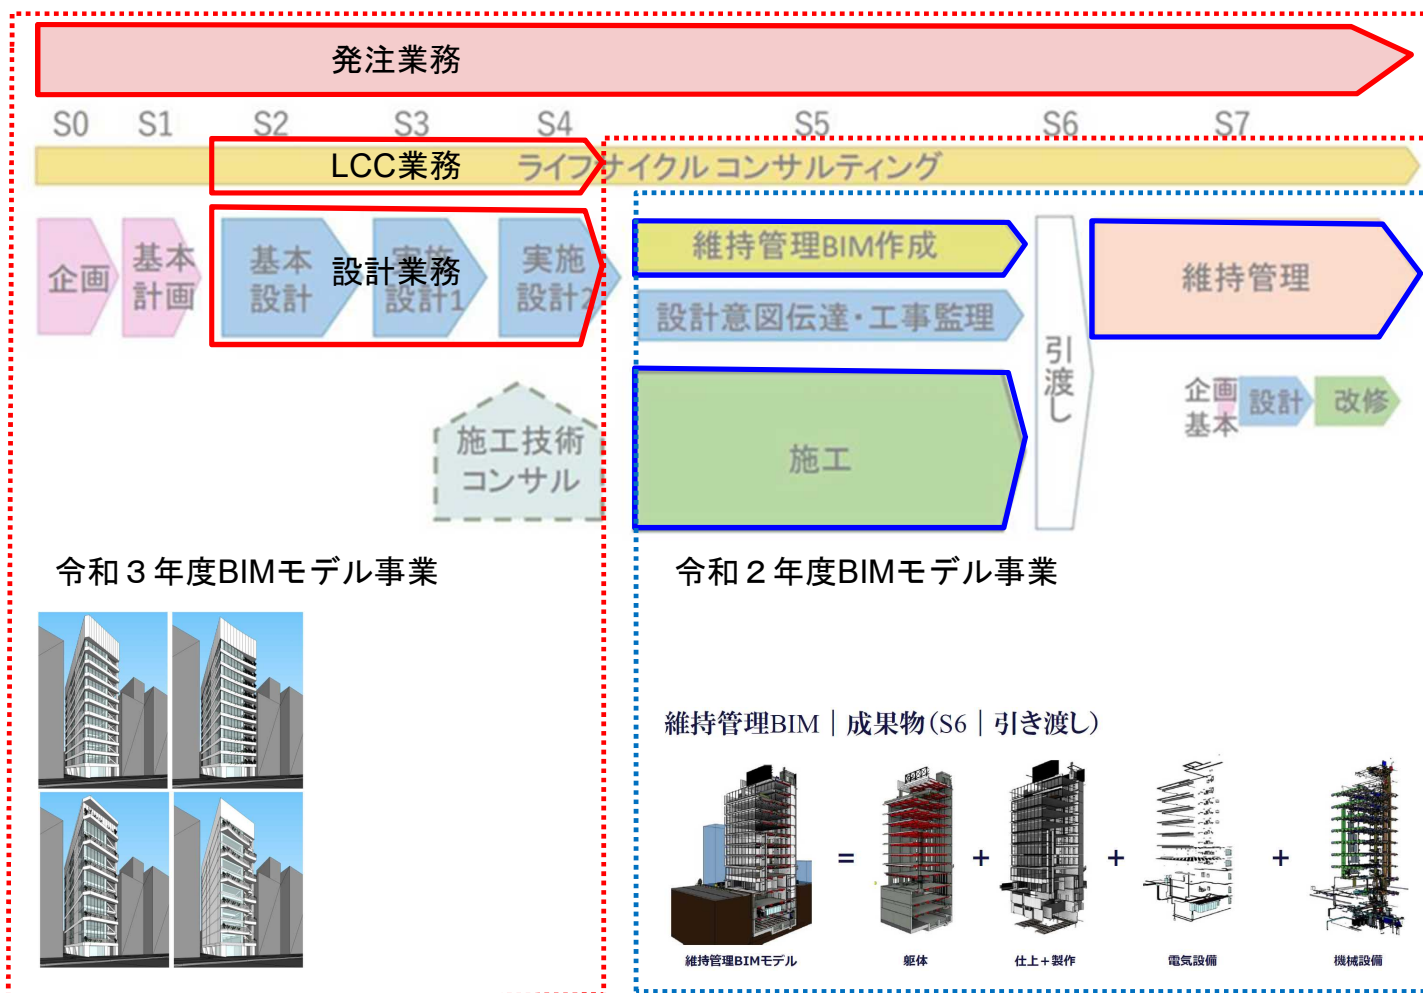 発注業務
S0 S1 S2 S3 S4 S5 S6 S7
LCC業務 ライフサイクル コンサルティング
企画
基本
計画
基本
設計
設計業務
実施
設計1
実施
設計2
維持管理BIM作成
設計意図伝達・工事監理
引渡し
維持管理
施工技術
コンサル
施工
企画
基本
設計
改修
令和３年度BIMモデル事業
令和２年度BIMモデル事業
維持管理BIM｜成果物(S6｜引き渡し)
= + + +
維持管理BIMモデル 躯体 仕上＋製作 電気設備 機械設備